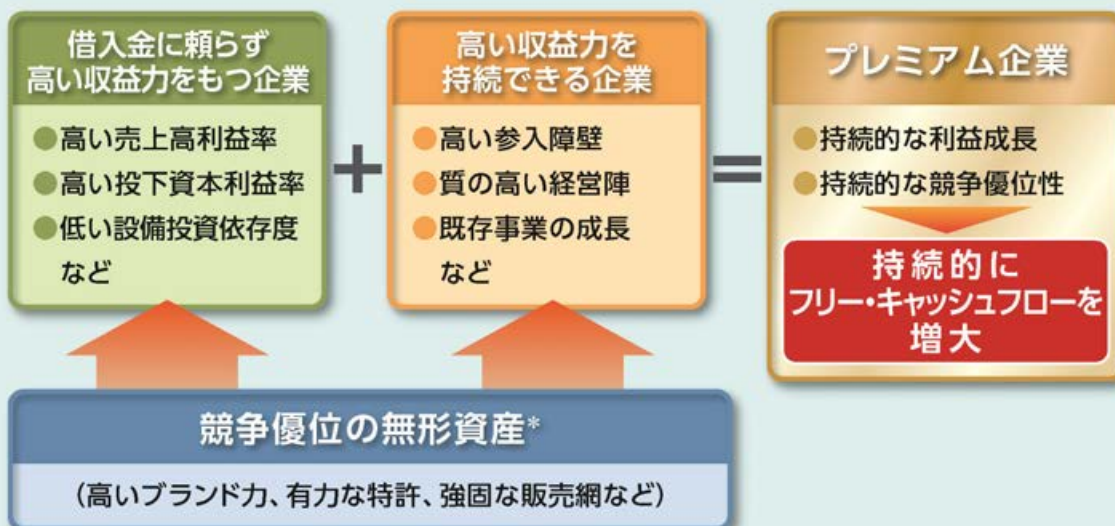 借入金に頼らず
高い収益力をもつ企業
●高い売上高利益率
●高い投下資本利益率
●低い設備投資依存度
など
+
高い収益力を
持続できる企業
●高い参入障壁
●質の高い経営陣
●既存事業の成長
など
=
プレミアム企業
●持続的な利益成長
●持続的な競争優位性
持続的に
フリー・キャッシュフローを
増大
競争優位の無形資産*
(高いブランド力、有力な特許、強固な販売網など)